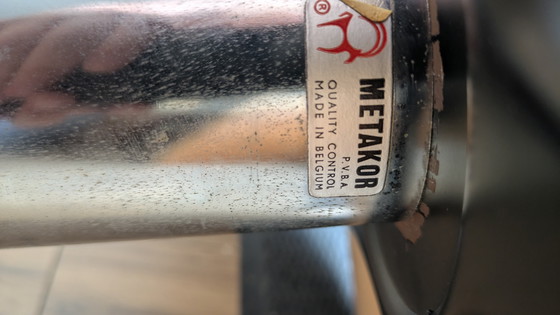 ®
METAKOR
P.V.B.A.
QUALITY CONTROL
MADE IN BELGIUM